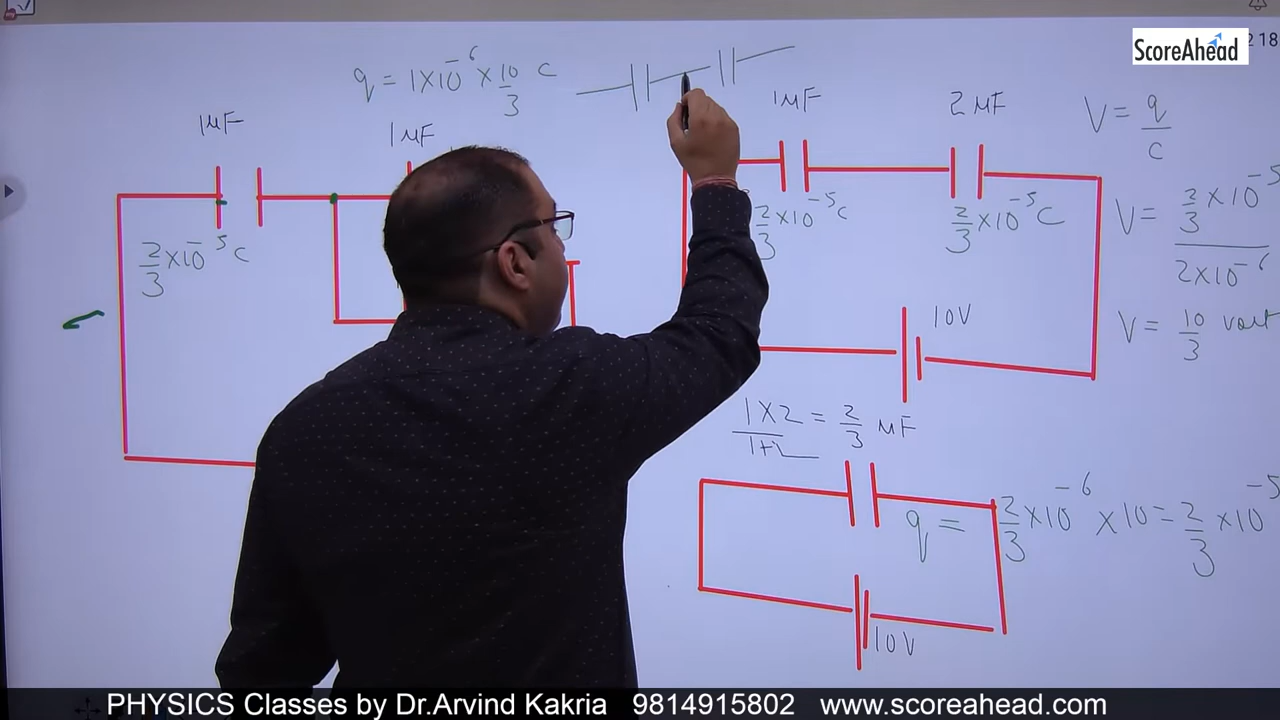 ScoreAhead
2 18
q = 1×10⁻⁶ × 10/3 C
1μF
1μF
1μF
2μF
V = q/c
2/3 ×10⁻⁵ C
2/3 ×10⁻⁵ C
2/3 ×10⁻⁵ C
V = 2/3 ×10⁻⁵ / 2×10⁻⁶
V = 10/3 volt
10V
1×2/1+2 = 2/3 μF
q = 2/3 ×10⁻⁶ ×10 = 2/3 ×10⁻⁵
10V
PHYSICS Classes by Dr.Arvind Kakria 9814915802 www.scoreahead.com